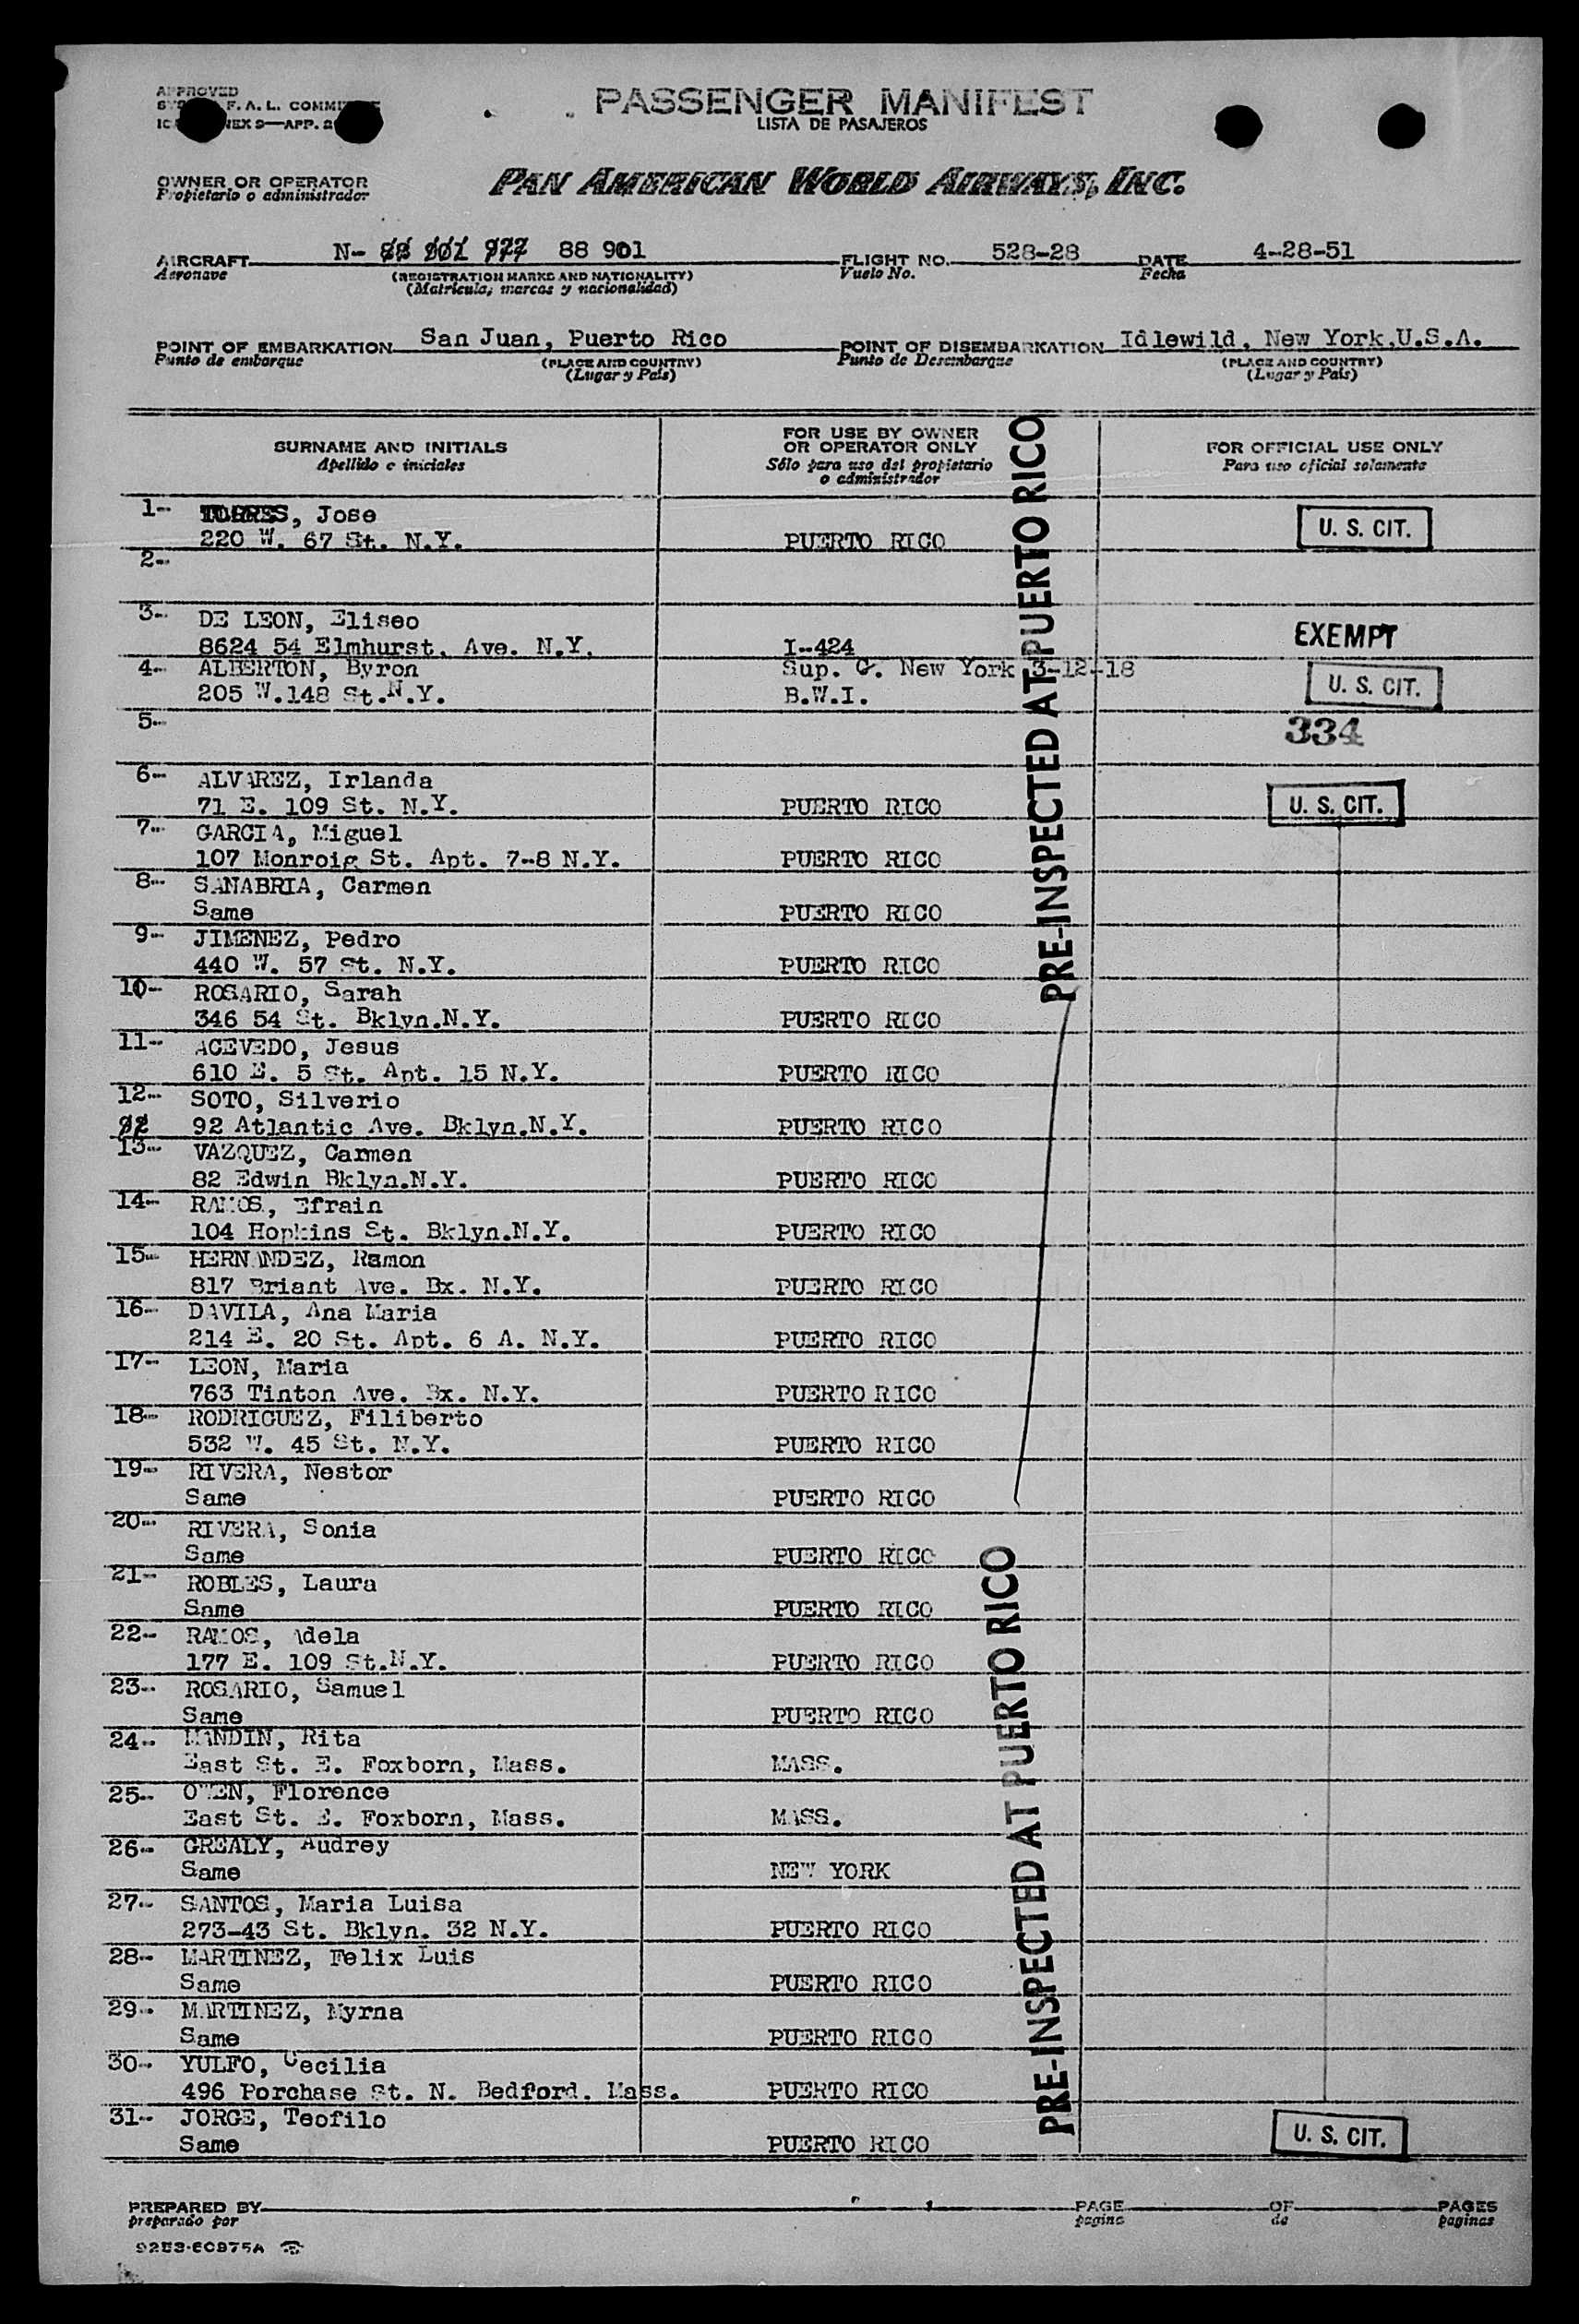 APPROVED
F. A. L.
PASSENGER MANIFEST
LISTA DE PASAJEROS
OWNER OR OPERATOR
Propietario o administrador
PAN AMERICAN WORLD AIRWAYS, INC.
AIRCRAFT N- 88 901 FLIGHT NO. 528-28 DATE 4-28-51
Aeronave (REGISTRATION MARKS AND NATIONALITY) Vuelo No. Fecha
(Matricula, marcas y nacionalidad)
POINT OF EMBARKATION San Juan, Puerto Rico POINT OF DISEMBARKATION Idlewild, New York,U.S.A.
Punto de embarque (PLACE AND COUNTRY) Punto de Desembarque (PLACE AND COUNTRY)
(Lugar y País) (Lugar y País)
SURNAME AND INITIALS FOR USE BY OWNER OR OPERATOR ONLY FOR OFFICIAL USE ONLY
Apellido e iniciales Sólo para uso del propietario o administrador Para uso oficial solamente
1-- TORRES, Jose
220 W. 67 St. N.Y. PUERTO RICO U. S. CIT.
2--
3-- DE LEON, Eliseo
8624 54 Elmhurst. Ave. N.Y. I--424 EXEMPT
4-- ALBERTON, Byron Sup. C. New York 3-12-18
205 W.148 St.N.Y. B.W.I. U. S. CIT.
5-- 334
6-- ALVAREZ, Irlanda
71 E. 109 St. N.Y. PUERTO RICO U. S. CIT.
7-- GARCIA, Miguel
107 Monroig St. Apt. 7-8 N.Y. PUERTO RICO
8-- SANABRIA, Carmen
Same PUERTO RICO
9-- JIMENEZ, Pedro
440 W. 57 St. N.Y. PUERTO RICO
10-- ROSARIO, Sarah
346 54 St. Bklyn.N.Y. PUERTO RICO
11-- ACEVEDO, Jesus
610 E. 5 St. Apt. 15 N.Y. PUERTO RICO
12-- SOTO, Silverio
92 Atlantic Ave. Bklyn.N.Y. PUERTO RICO
13-- VAZQUEZ, Carmen
82 Edwin Bklyn.N.Y. PUERTO RICO
14-- RAMOS, Efrain
104 Hopkins St. Bklyn.N.Y. PUERTO RICO
15-- HERNANDEZ, Ramon
817 Briant Ave. Bx. N.Y. PUERTO RICO
16-- DAVILA, Ana Maria
214 E. 20 St. Apt. 6 A. N.Y. PUERTO RICO
17-- LEON, Maria
763 Tinton Ave. Bx. N.Y. PUERTO RICO
18-- RODRIGUEZ, Filiberto
532 W. 45 St. N.Y. PUERTO RICO
19-- RIVERA, Nestor
Same PUERTO RICO
20-- RIVERA, Sonia
Same PUERTO RICO
21-- ROBLES, Laura
Same PUERTO RICO
22-- RAMOS, Adela
177 E. 109 St.N.Y. PUERTO RICO
23-- ROSARIO, Samuel
Same PUERTO RICO
24-- MANDIN, Rita
East St. E. Foxborn, Mass. MASS.
25-- OWEN, Florence
East St. E. Foxborn, Mass. MASS.
26-- GREALY, Audrey
Same NEW YORK
27-- SANTOS, Maria Luisa
273-43 St. Bklyn. 32 N.Y. PUERTO RICO
28-- MARTINEZ, Felix Luis
Same PUERTO RICO
29-- MARTINEZ, Myrna
Same PUERTO RICO
30-- YULFO, Cecilia
496 Porchase St. N. Bedford. Mass. PUERTO RICO
31-- JORGE, Teofilo
Same PUERTO RICO U. S. CIT.
PRE-INSPECTED AT PUERTO RICO
PRE-INSPECTED AT PUERTO RICO
PREPARED BY PAGE OF PAGES
preparado por pagina de paginas